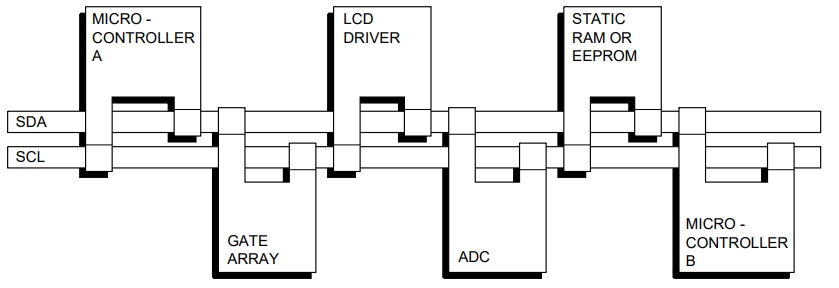 MICRO -
CONTROLLER
A
LCD
DRIVER
STATIC
RAM OR
EEPROM
SDA
SCL
GATE
ARRAY
ADC
MICRO -
CONTROLLER
B